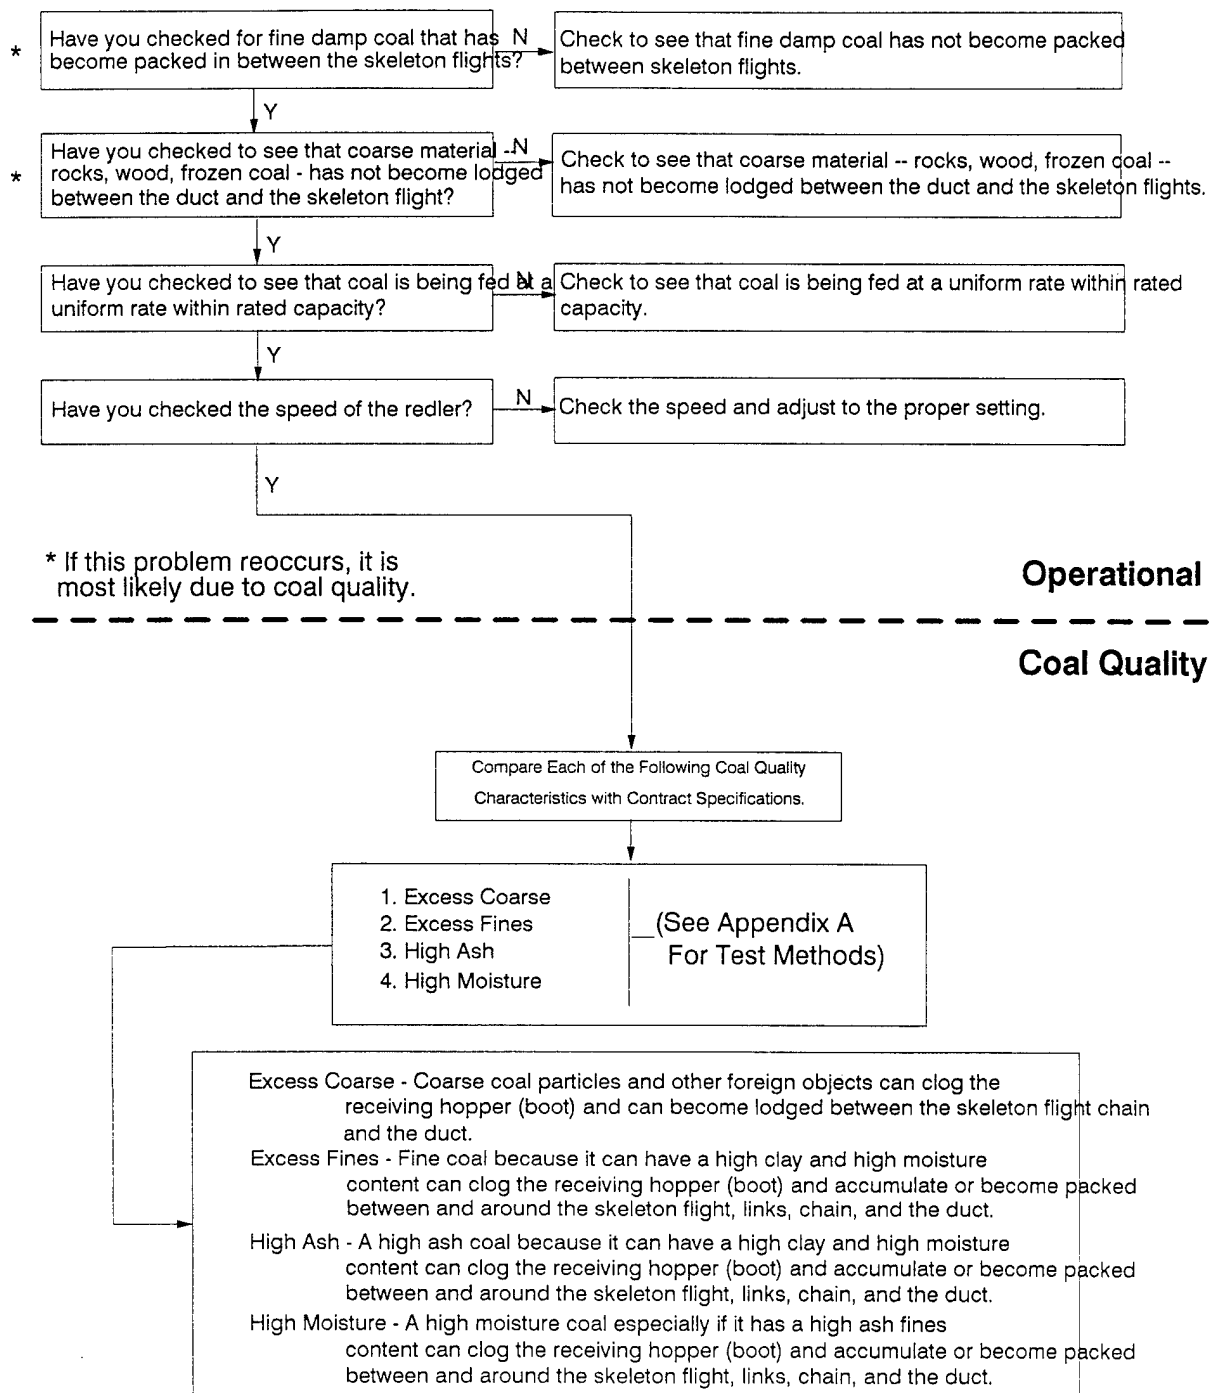 * Have you checked for fine damp coal that has
become packed in between the skeleton flights?
N
Check to see that fine damp coal has not become packed
between skeleton flights.
Y
* Have you checked to see that coarse material --
rocks, wood, frozen coal - has not become lodged
between the duct and the skeleton flight?
N
Check to see that coarse material -- rocks, wood, frozen coal --
has not become lodged between the duct and the skeleton flights.
Y
Have you checked to see that coal is being fed at a
uniform rate within rated capacity?
N
Check to see that coal is being fed at a uniform rate within rated
capacity.
Y
Have you checked the speed of the redler?
N
Check the speed and adjust to the proper setting.
Y
* If this problem reoccurs, it is
most likely due to coal quality.
Operational
Coal Quality
Compare Each of the Following Coal Quality
Characteristics with Contract Specifications.
1. Excess Coarse
2. Excess Fines
3. High Ash
4. High Moisture
(See Appendix A
For Test Methods)
Excess Coarse - Coarse coal particles and other foreign objects can clog the
receiving hopper (boot) and can become lodged between the skeleton flight chain
and the duct.
Excess Fines - Fine coal because it can have a high clay and high moisture
content can clog the receiving hopper (boot) and accumulate or become packed
between and around the skeleton flight, links, chain, and the duct.
High Ash - A high ash coal because it can have a high clay and high moisture
content can clog the receiving hopper (boot) and accumulate or become packed
between and around the skeleton flight, links, chain, and the duct.
High Moisture - A high moisture coal especially if it has a high ash fines
content can clog the receiving hopper (boot) and accumulate or become packed
between and around the skeleton flight, links, chain, and the duct.